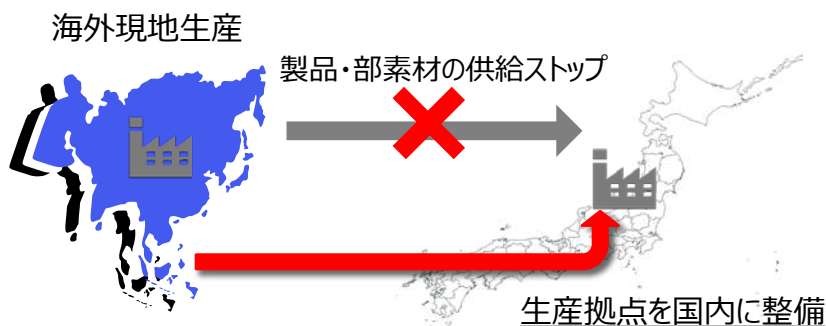 海外現地生産
製品・部素材の供給ストップ
生産拠点を国内に整備